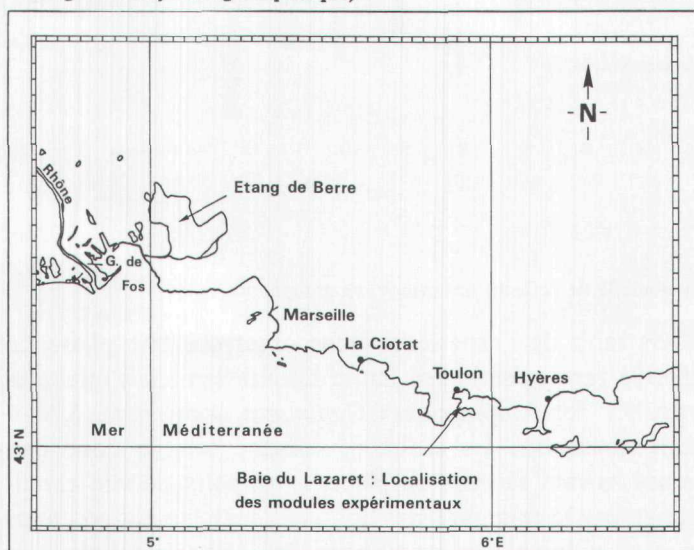 N
Rhône
Etang de Berre
G. de
Fos
Marseille
La Ciotat
Toulon
Hyères
Mer Méditerranée
43°N
Baie du Lazaret : Localisation
des modules expérimentaux
5°
6°E